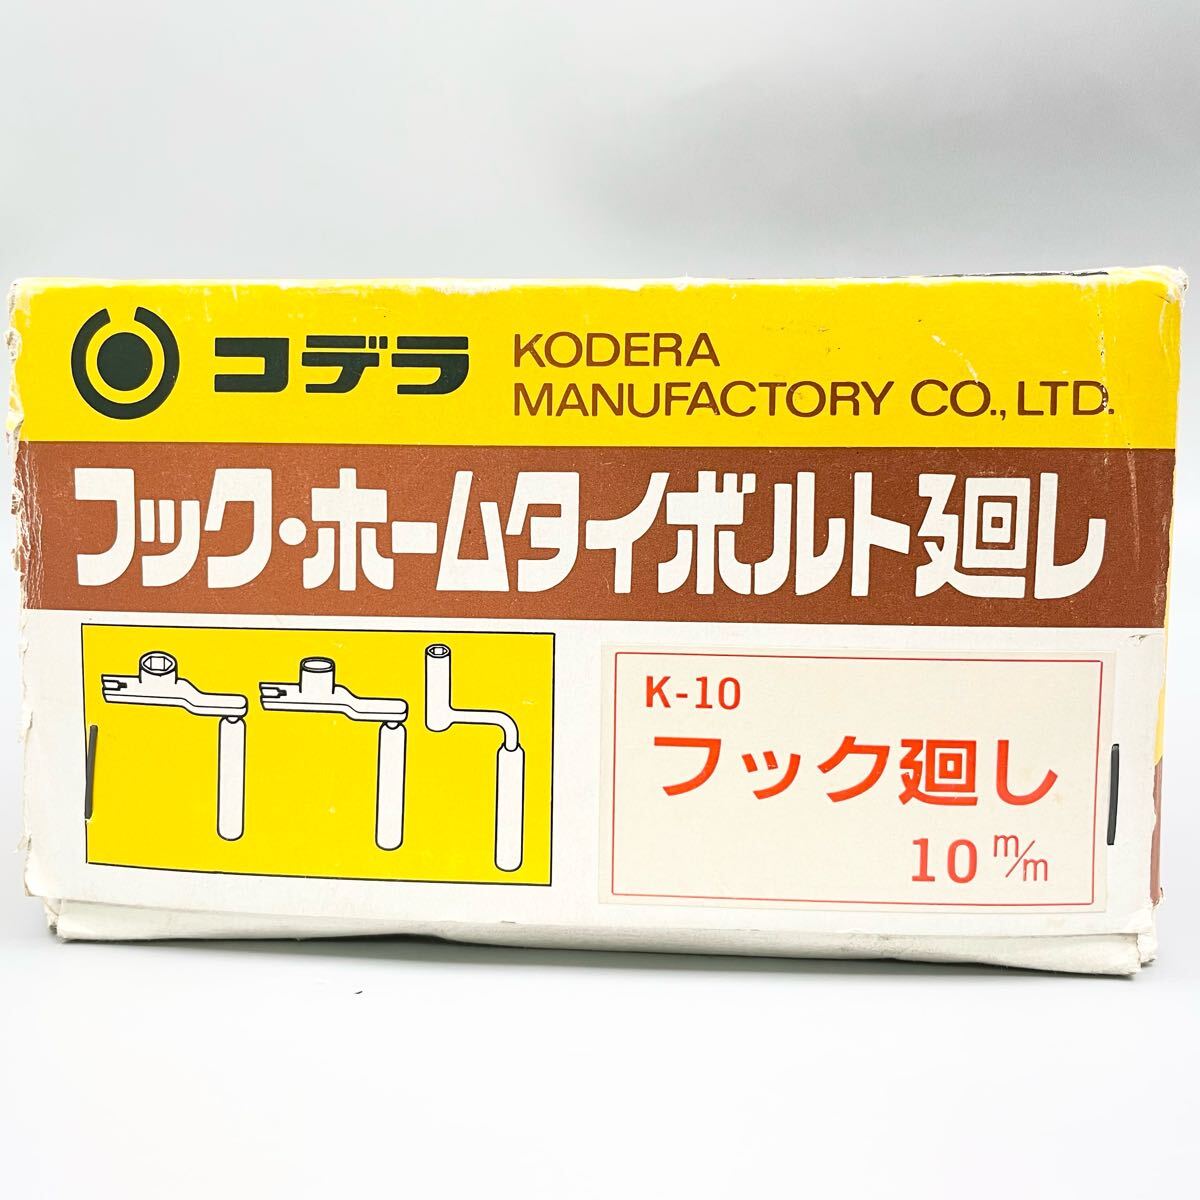 コデラ
KODERA
MANUFACTORY CO., LTD.
フック・ホームタイボルト廻し
K-10
フック廻し
10 m/m